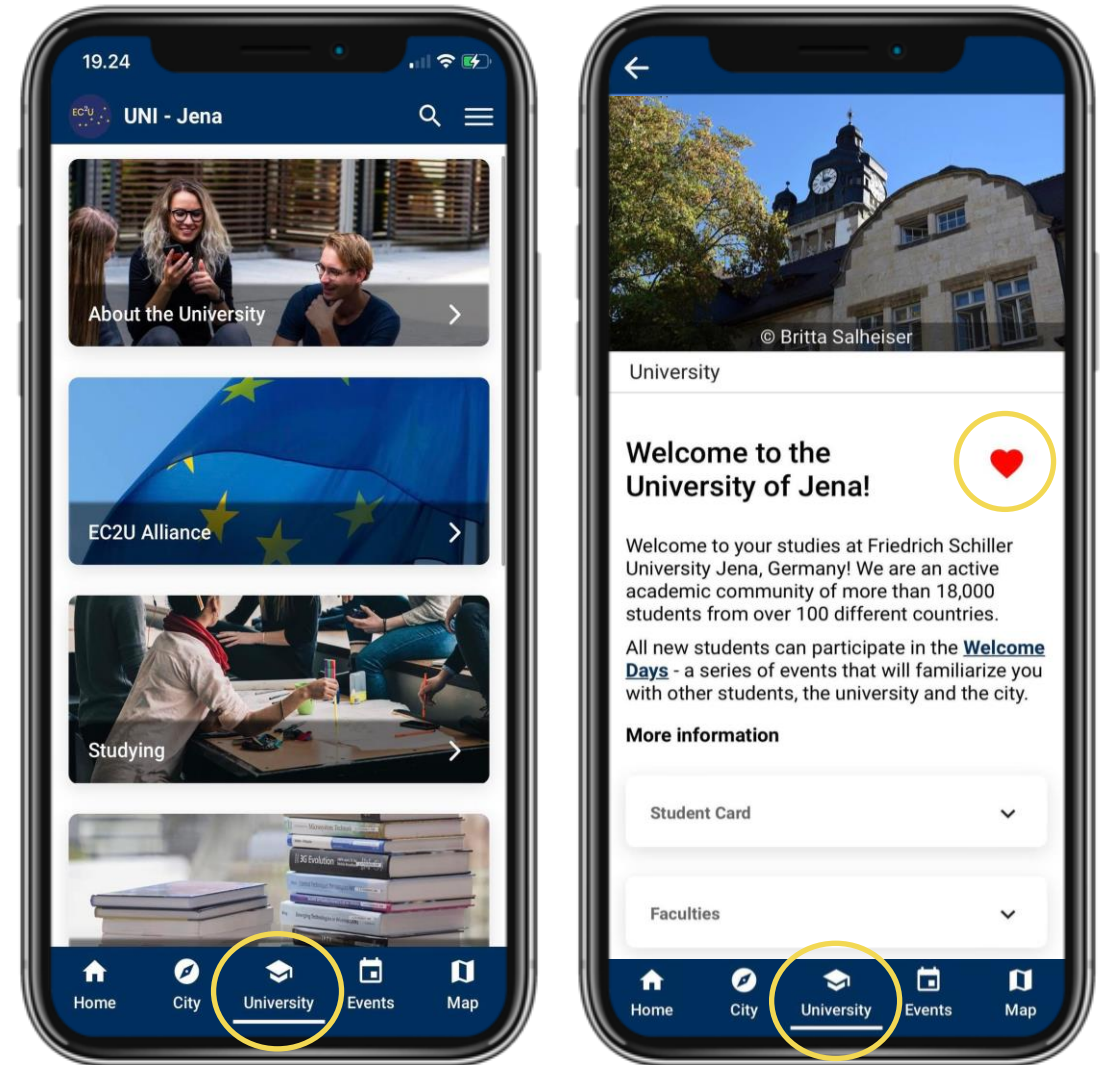 19.24
EC²U
UNI - Jena
About the University
EC2U Alliance
Studying
3G Evolution
Home
City
University
Events
Map
© Britta Salheiser
University
Welcome to the
University of Jena!
Welcome to your studies at Friedrich Schiller
University Jena, Germany! We are an active
academic community of more than 18,000
students from over 100 different countries.
All new students can participate in the Welcome
Days - a series of events that will familiarize you
with other students, the university and the city.
More information
Student Card
Faculties
Home
City
University
Events
Map